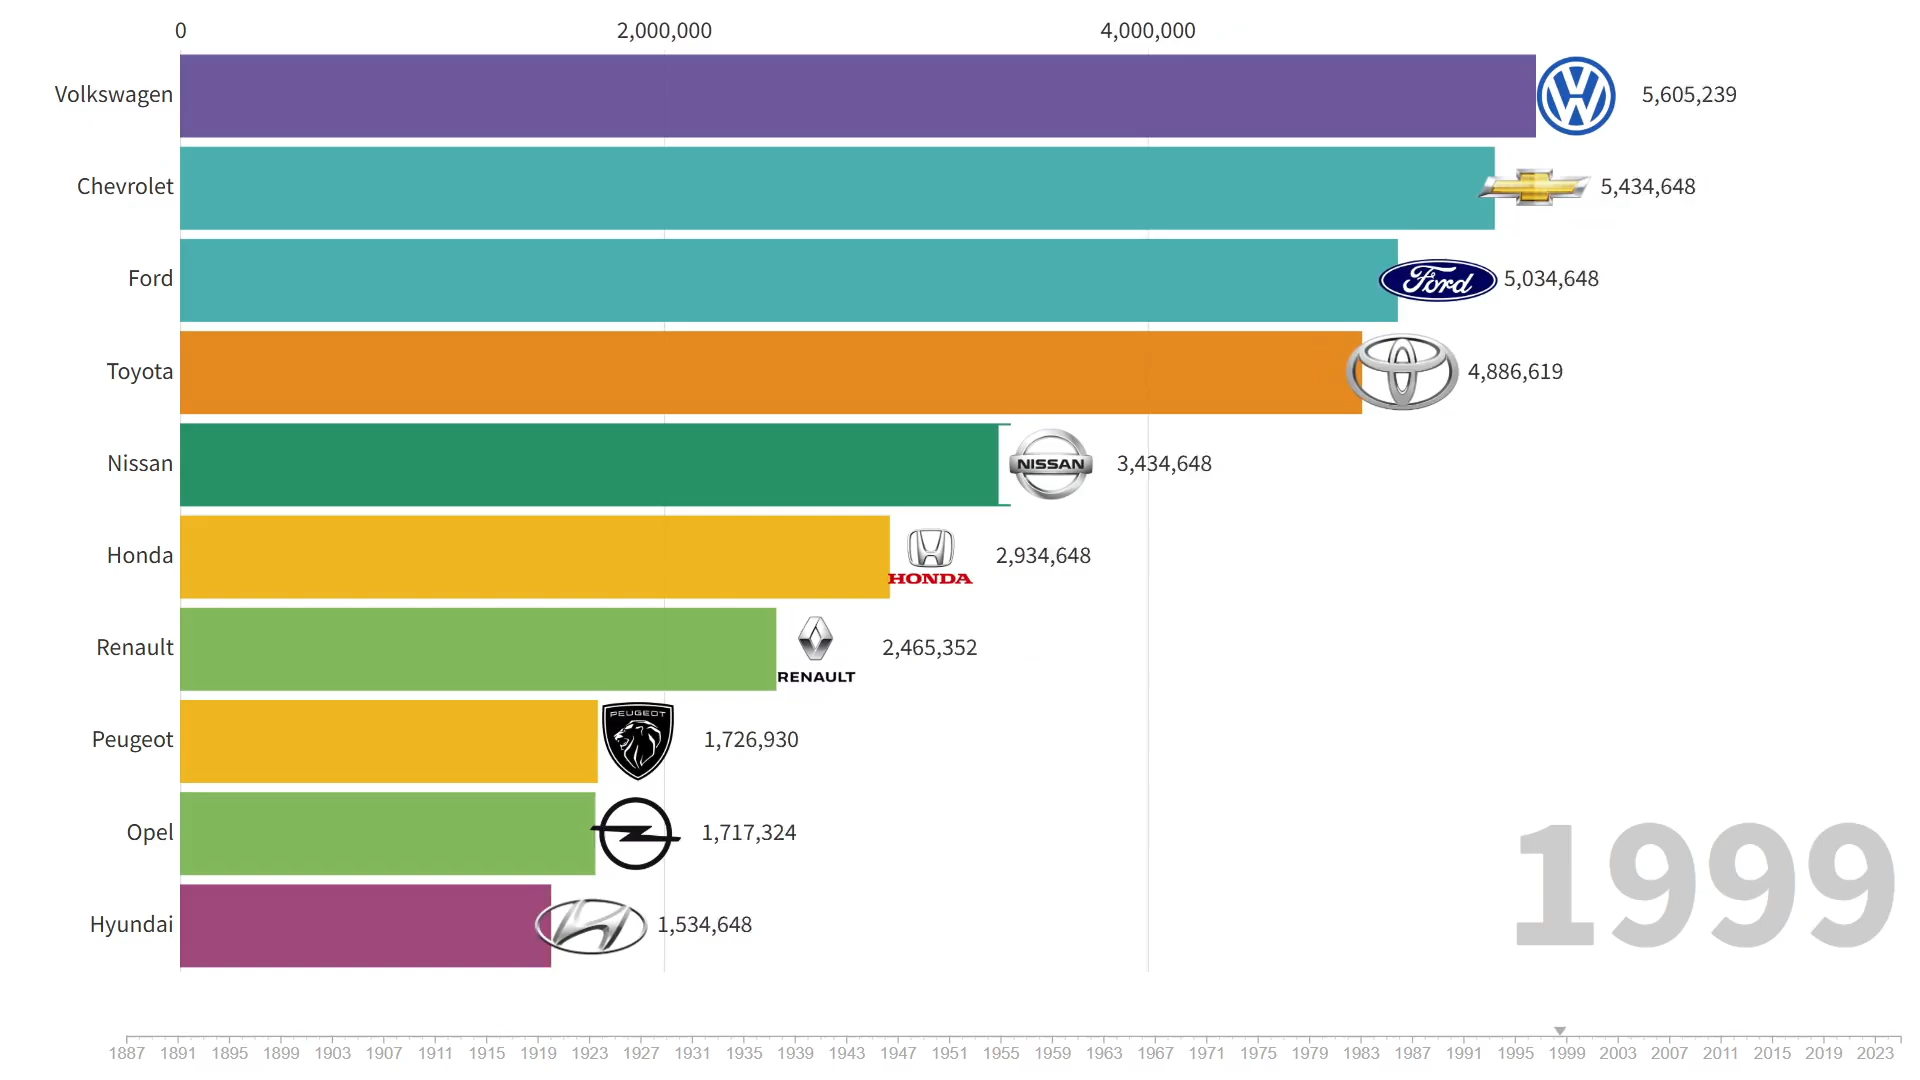 0 2,000,000 4,000,000
Volkswagen 5,605,239
Chevrolet 5,434,648
Ford Ford 5,034,648
Toyota 4,886,619
Nissan NISSAN 3,434,648
Honda HONDA 2,934,648
Renault RENAULT 2,465,352
Peugeot PEUGEOT 1,726,930
Opel 1,717,324
Hyundai 1,534,648
1999
1887 1891 1895 1899 1903 1907 1911 1915 1919 1923 1927 1931 1935 1939 1943 1947 1951 1955 1959 1963 1967 1971 1975 1979 1983 1987 1991 1995 1999 2003 2007 2011 2015 2019 2023